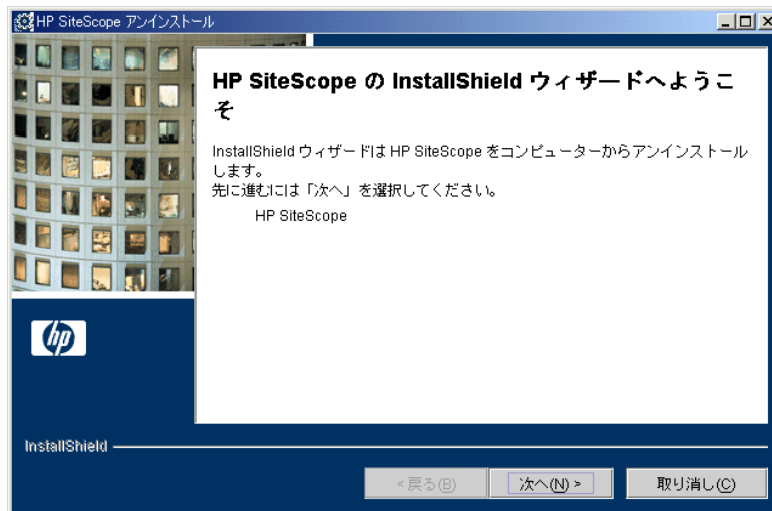 HP SiteScope アンインストール
HP SiteScope の InstallShield ウィザードへようこ
そ
InstallShield ウィザードは HP SiteScope をコンピューターからアンインストール
します。
先に進むには「次へ」を選択してください。
HP SiteScope
hp
InstallShield
< 戻る(B)
次へ(N) >
取り消し(C)